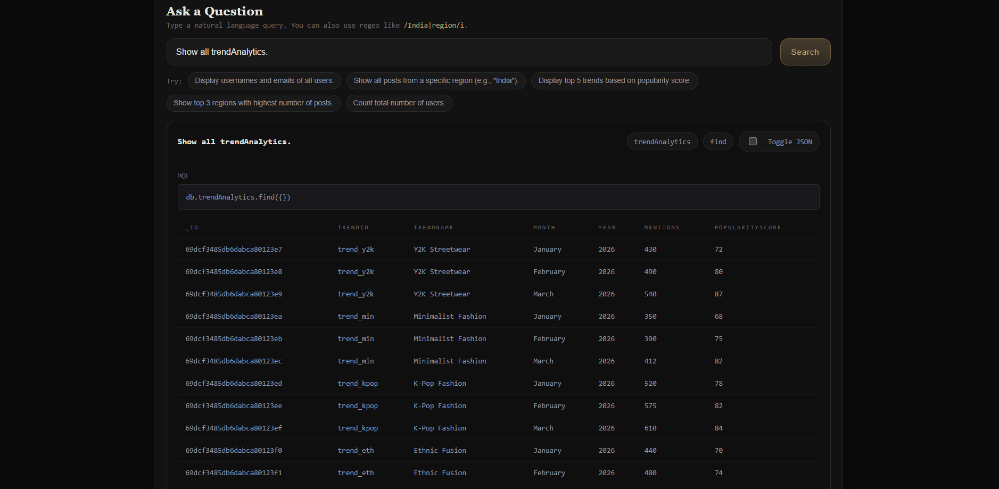 Ask a Question
Type a natural language query. You can also use regex like /India|region/i.
Show all trendAnalytics.
Search
Try: Display usernames and emails of all users. Show all posts from a specific region (e.g., "India"). Display top 5 trends based on popularity score.
Show top 3 regions with highest number of posts. Count total number of users.
Show all trendAnalytics. trendAnalytics find Toggle JSON
MQL
db.trendAnalytics.find({})
_ID TRENDID TRENDNAME MONTH YEAR MENTIONS POPULARITYSCORE
69dcf3485db6dabca80123e7 trend_y2k Y2K Streetwear January 2026 430 72
69dcf3485db6dabca80123e8 trend_y2k Y2K Streetwear February 2026 490 80
69dcf3485db6dabca80123e9 trend_y2k Y2K Streetwear March 2026 540 87
69dcf3485db6dabca80123ea trend_min Minimalist Fashion January 2026 350 68
69dcf3485db6dabca80123eb trend_min Minimalist Fashion February 2026 390 75
69dcf3485db6dabca80123ec trend_min Minimalist Fashion March 2026 412 82
69dcf3485db6dabca80123ed trend_kpop K-Pop Fashion January 2026 520 78
69dcf3485db6dabca80123ee trend_kpop K-Pop Fashion February 2026 575 82
69dcf3485db6dabca80123ef trend_kpop K-Pop Fashion March 2026 610 84
69dcf3485db6dabca80123f0 trend_eth Ethnic Fusion January 2026 440 70
69dcf3485db6dabca80123f1 trend_eth Ethnic Fusion February 2026 480 74